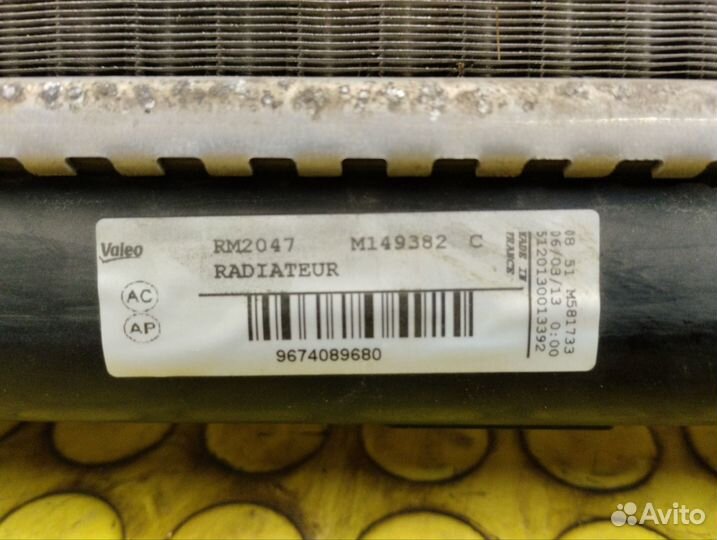 Valeo
RM2047 M149382 C
RADIATEUR
AC
AP
9674089680
MADE IN
FRANCE
08 51 M581733
06/03/13 0:00
5120130013392
Avito